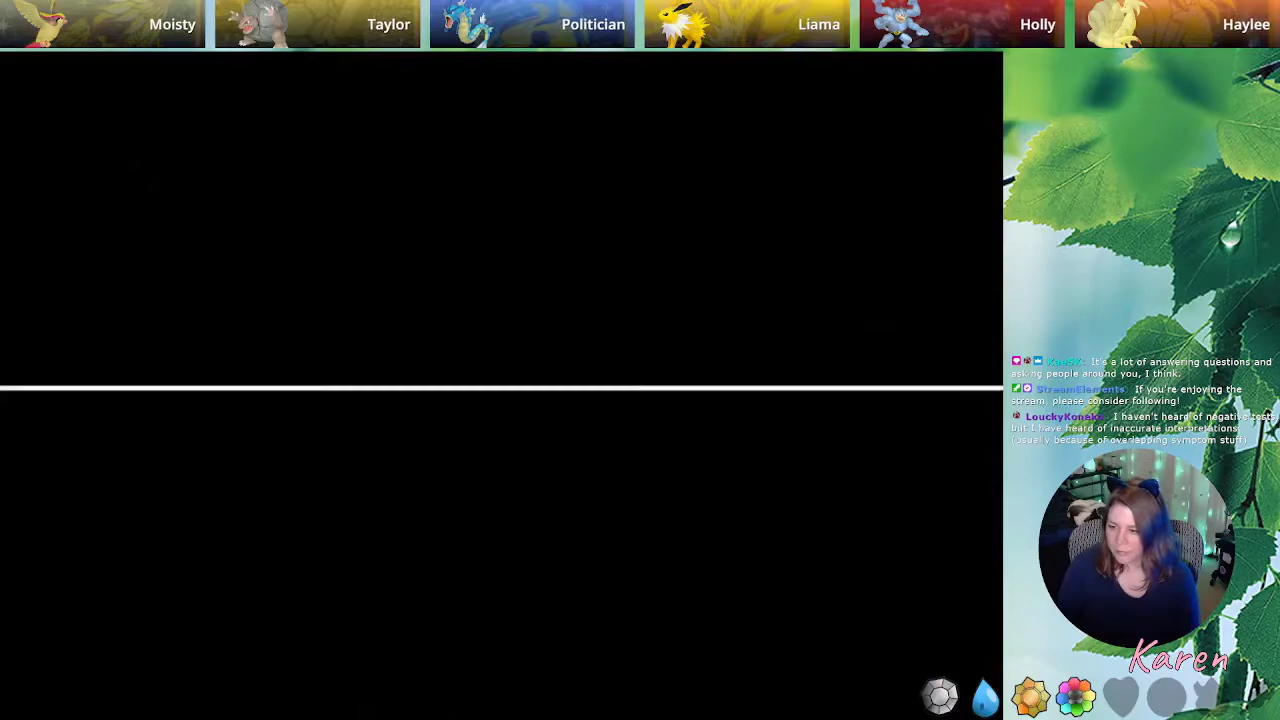 Moisty
Taylor
Politician
Liama
Holly
Haylee
KaeSK: It's a lot of answering questions and
asking people around you, I think.
StreamElements: If you're enjoying the
stream, please consider following!
I haven't heard of negative tests
but I have heard of inaccurate interpretations
(usually because of overlapping symptom stuff)
Karen